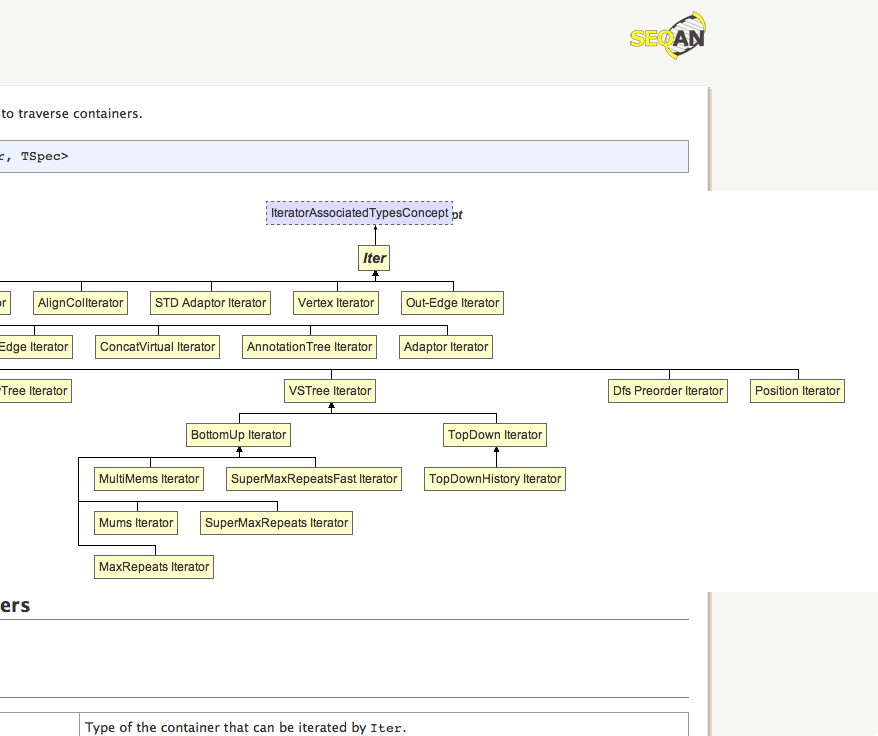 SEQAN
to traverse containers.
r, TSpec>
IteratorAssociatedTypesConcept pt
Iter
or AlignColIterator STD Adaptor Iterator Vertex Iterator Out-Edge Iterator
Edge Iterator ConcatVirtual Iterator AnnotationTree Iterator Adaptor Iterator
Tree Iterator VSTree Iterator Dfs Preorder Iterator Position Iterator
BottomUp Iterator TopDown Iterator
MultiMems Iterator SuperMaxRepeatsFast Iterator TopDownHistory Iterator
Mums Iterator SuperMaxRepeats Iterator
MaxRepeats Iterator
ers
Type of the container that can be iterated by Iter.